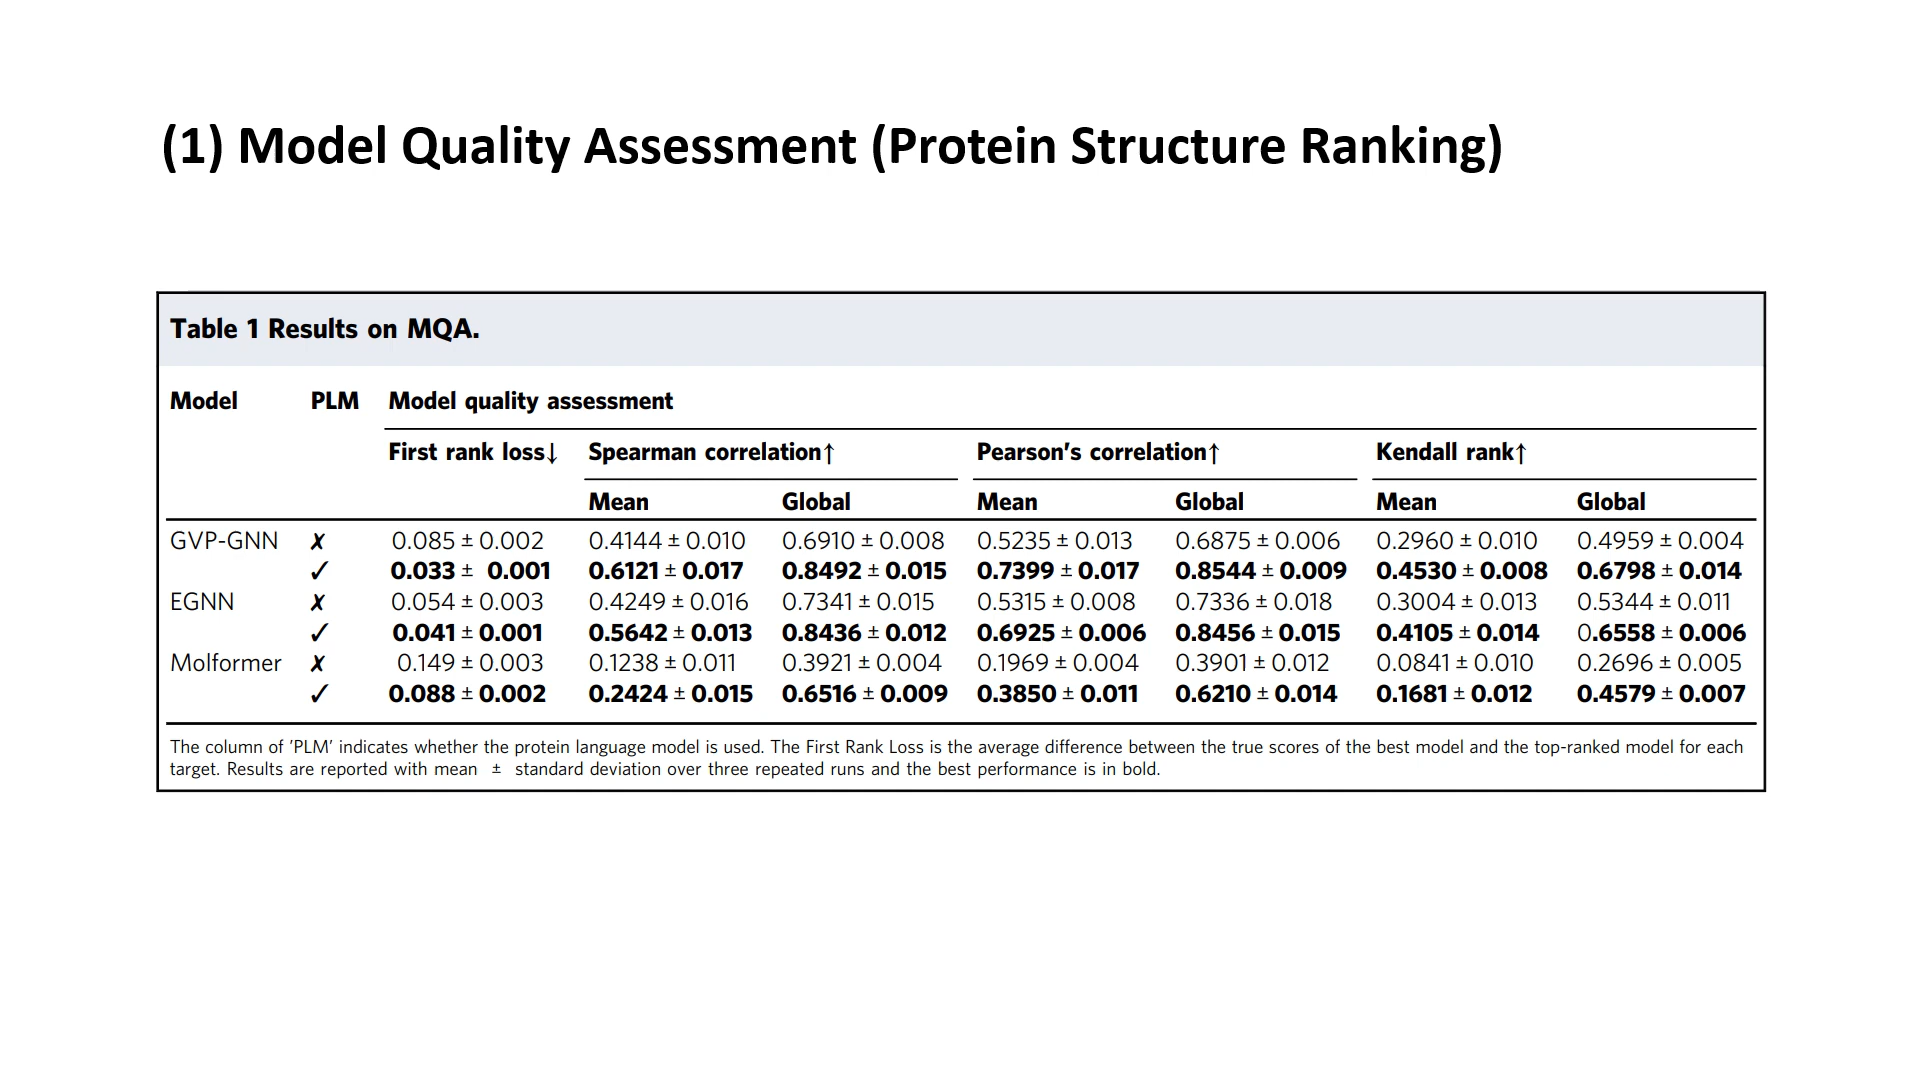 (1) Model Quality Assessment (Protein Structure Ranking)
Table 1 Results on MQA.
Model PLM Model quality assessment
First rank loss↓ Spearman correlation↑ Pearson's correlation↑ Kendall rank↑
Mean Global Mean Global Mean Global
GVP-GNN ✗ 0.085 ± 0.002 0.4144 ± 0.010 0.6910 ± 0.008 0.5235 ± 0.013 0.6875 ± 0.006 0.2960 ± 0.010 0.4959 ± 0.004
✓ 0.033 ± 0.001 0.6121 ± 0.017 0.8492 ± 0.015 0.7399 ± 0.017 0.8544 ± 0.009 0.4530 ± 0.008 0.6798 ± 0.014
EGNN ✗ 0.054 ± 0.003 0.4249 ± 0.016 0.7341 ± 0.015 0.5315 ± 0.008 0.7336 ± 0.018 0.3004 ± 0.013 0.5344 ± 0.011
✓ 0.041 ± 0.001 0.5642 ± 0.013 0.8436 ± 0.012 0.6925 ± 0.006 0.8456 ± 0.015 0.4105 ± 0.014 0.6558 ± 0.006
Molformer ✗ 0.149 ± 0.003 0.1238 ± 0.011 0.3921 ± 0.004 0.1969 ± 0.004 0.3901 ± 0.012 0.0841 ± 0.010 0.2696 ± 0.005
✓ 0.088 ± 0.002 0.2424 ± 0.015 0.6516 ± 0.009 0.3850 ± 0.011 0.6210 ± 0.014 0.1681 ± 0.012 0.4579 ± 0.007
The column of 'PLM' indicates whether the protein language model is used. The First Rank Loss is the average difference between the true scores of the best model and the top-ranked model for each
target. Results are reported with mean ± standard deviation over three repeated runs and the best performance is in bold.